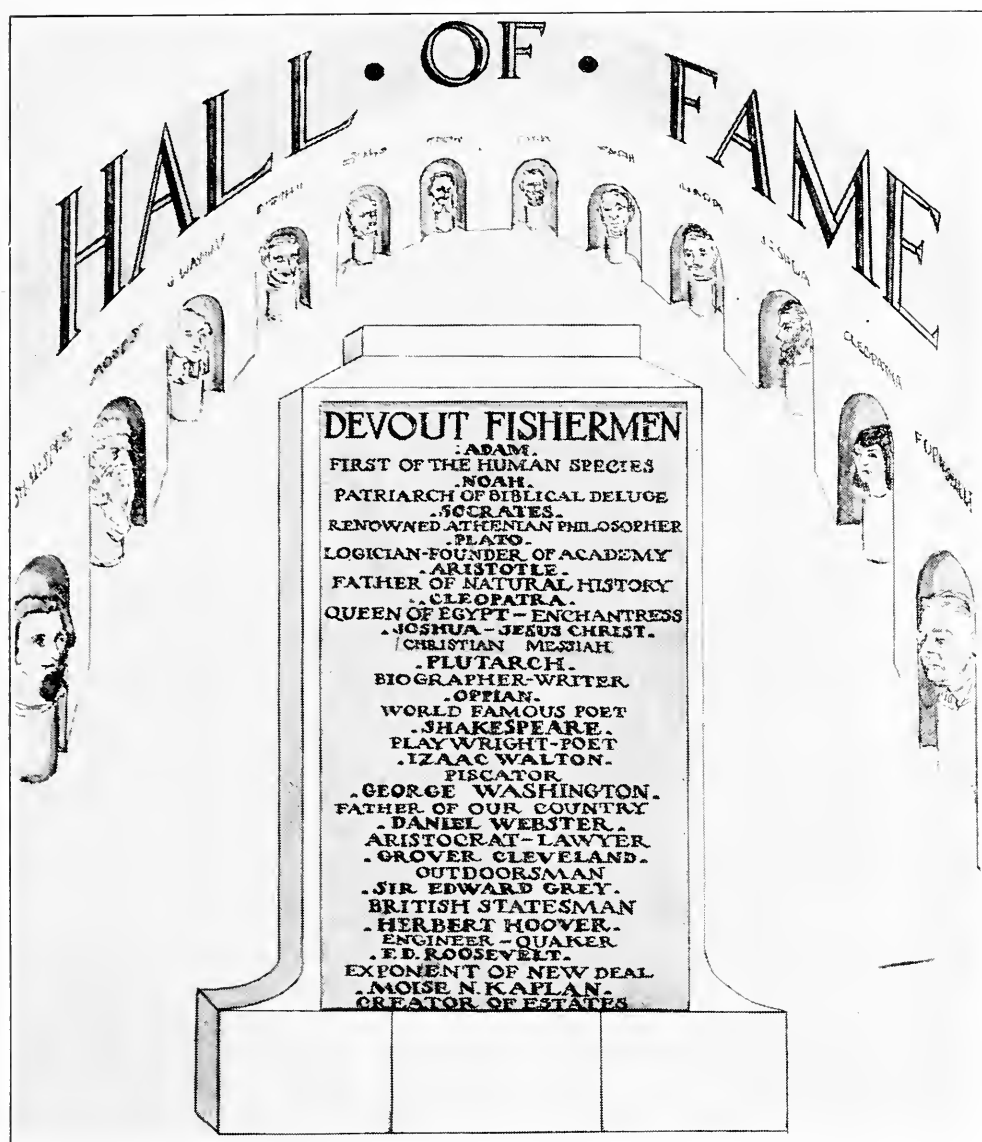 HALL · OF · FAME
NOAH
JOSHUA
CLEOPATRA
MOSES
DEVOUT FISHERMEN
.ADAM.
FIRST OF THE HUMAN SPECIES
.NOAH.
PATRIARCH OF BIBLICAL DELUGE
.SOCRATES.
RENOWNED ATHENIAN PHILOSOPHER
.PLATO.
LOGICIAN-FOUNDER OF ACADEMY
.ARISTOTLE.
FATHER OF NATURAL HISTORY
.CLEOPATRA.
QUEEN OF EGYPT-ENCHANTRESS
.JOSHUA-JESUS CHRIST.
CHRISTIAN MESSIAH
.PLUTARCH.
BIOGRAPHER-WRITER
.OPPIAN.
WORLD FAMOUS POET
.SHAKESPEARE.
PLAYWRIGHT-POET
.IZAAC WALTON.
PISCATOR
.GEORGE WASHINGTON.
FATHER OF OUR COUNTRY
.DANIEL WEBSTER.
ARISTOCRAT-LAWYER
.GROVER CLEVELAND.
OUTDOORSMAN
.SIR EDWARD GREY.
BRITISH STATESMAN
.HERBERT HOOVER.
ENGINEER-QUAKER
.F.D. ROOSEVELT.
EXPONENT OF NEW DEAL
.MOISE N. KAPLAN.
CREATOR OF ESTATES